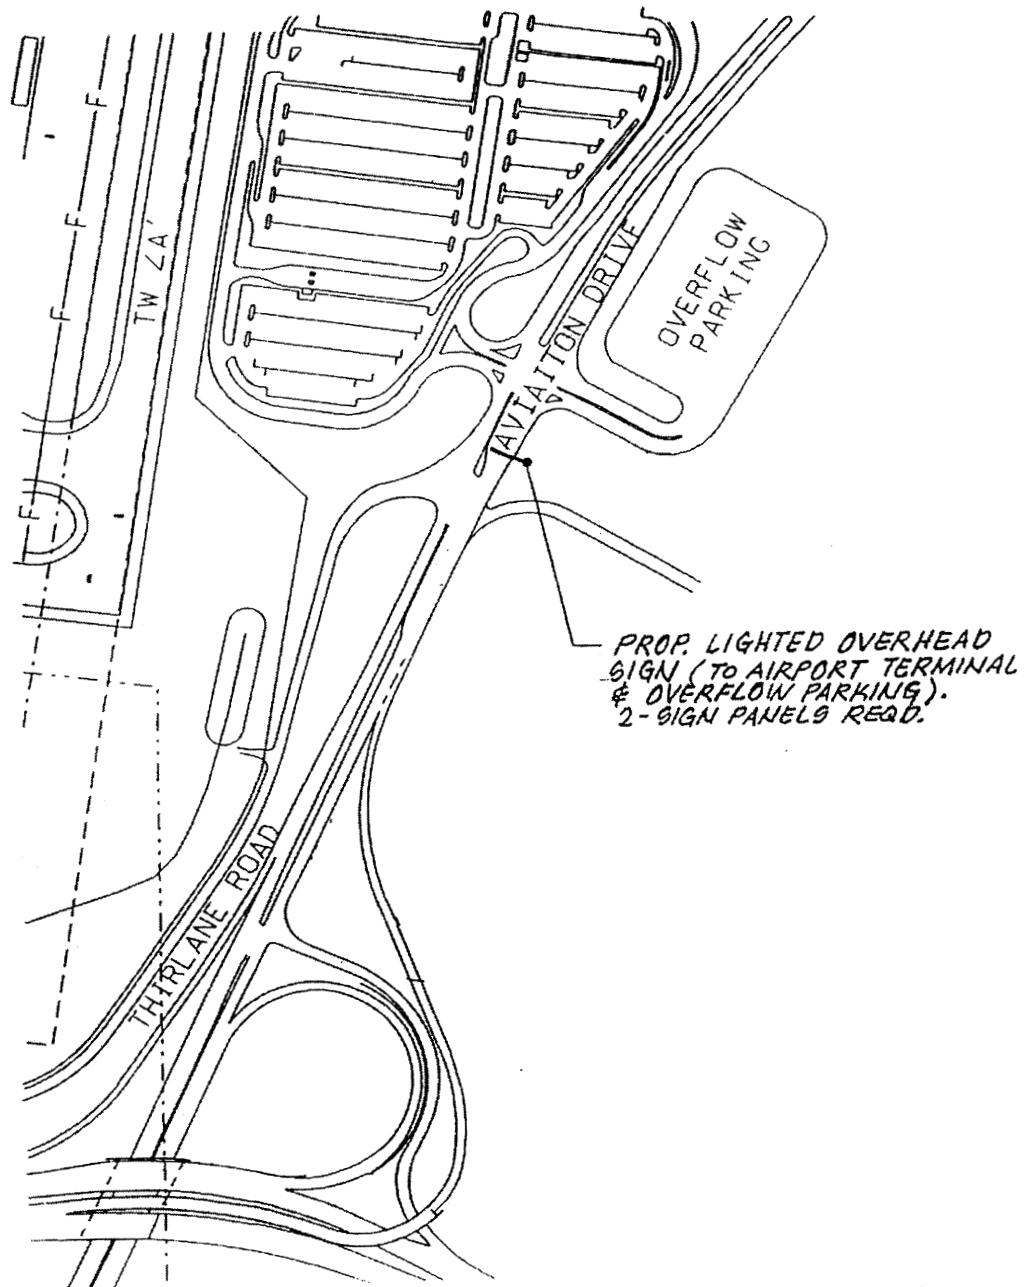 F
F
F
F
TW ∠A'
OVERFLOW
PARKING
AVIAITON DRIVE
PROP. LIGHTED OVERHEAD
SIGN (TO AIRPORT TERMINAL
& OVERFLOW PARKING).
2-SIGN PANELS REQD.
THIRLANE ROAD